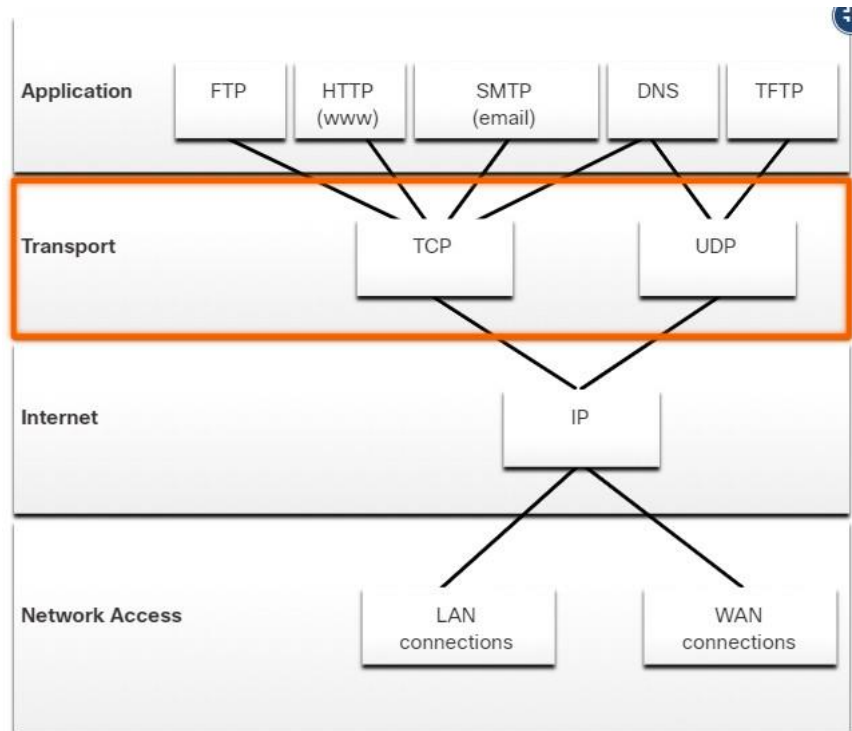 Application
FTP
HTTP
(www)
SMTP
(email)
DNS
TFTP
Transport
TCP
UDP
Internet
IP
Network Access
LAN
connections
WAN
connections